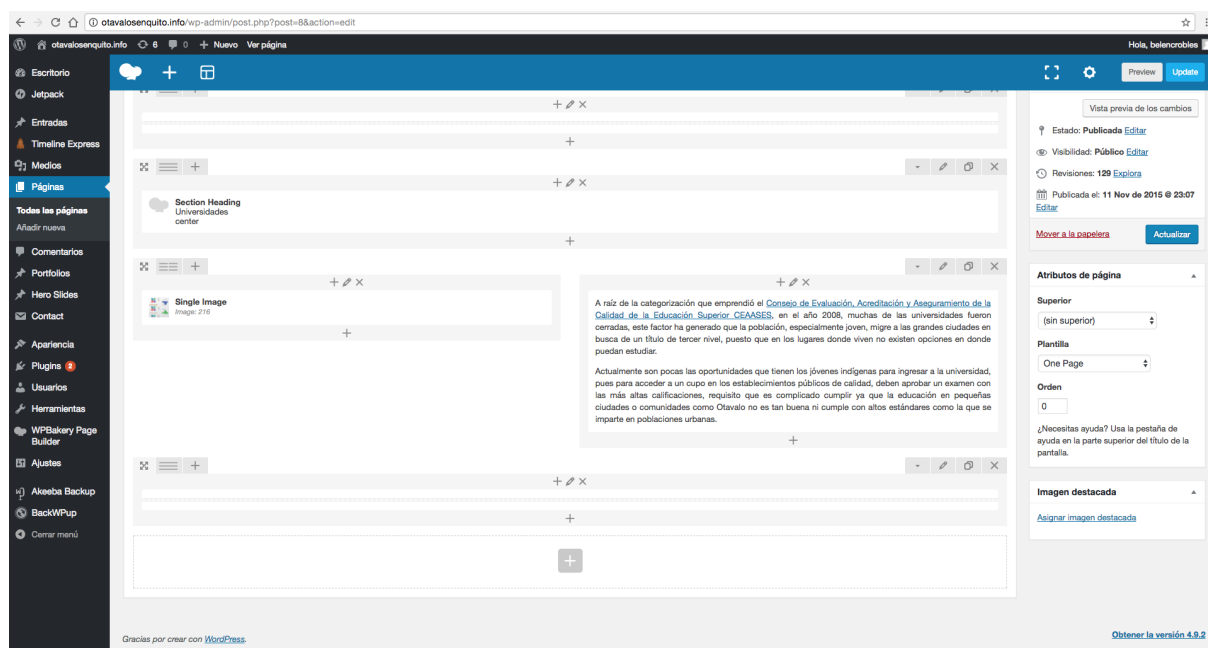 otavalosenquito.info/wp-admin/post.php?post=8&action=edit
otavalosenquito.info 6 0 + Nuevo Ver página Hola, belencrobles
Escritorio
Jetpack
Entradas
Timeline Express
Medios
Páginas
Todas las páginas
Añadir nueva
Comentarios
Portfolios
Hero Slides
Contact
Apariencia
Plugins 2
Usuarios
Herramientas
WPBakery Page
Builder
Ajustes
Akeeba Backup
BackWPup
Cerrar menú
Preview Update
Section Heading
Universidades
center
Single Image
Image: 216
A raíz de la categorización que emprendió el Consejo de Evaluación, Acreditación y Aseguramiento de la
Calidad de la Educación Superior CEAASES, en el año 2008, muchas de las universidades fueron
cerradas, este factor ha generado que la población, especialmente joven, migre a las grandes ciudades en
busca de un título de tercer nivel, puesto que en los lugares donde viven no existen opciones en donde
puedan estudiar.
Actualmente son pocas las oportunidades que tienen los jóvenes indígenas para ingresar a la universidad,
pues para acceder a un cupo en los establecimientos públicos de calidad, deben aprobar un examen con
las más altas calificaciones, requisito que es complicado cumplir ya que la educación en pequeñas
ciudades o comunidades como Otavalo no es tan buena ni cumple con altos estándares como la que se
imparte en poblaciones urbanas.
Vista previa de los cambios
Estado: Publicada Editar
Visibilidad: Público Editar
Revisiones: 129 Explora
Publicada el: 11 Nov de 2015 @ 23:07
Editar
Mover a la papelera Actualizar
Atributos de página
Superior
(sin superior)
Plantilla
One Page
Orden
0
¿Necesitas ayuda? Usa la pestaña de
ayuda en la parte superior del título de la
pantalla.
Imagen destacada
Asignar imagen destacada
Gracias por crear con WordPress.
Obtener la versión 4.9.2